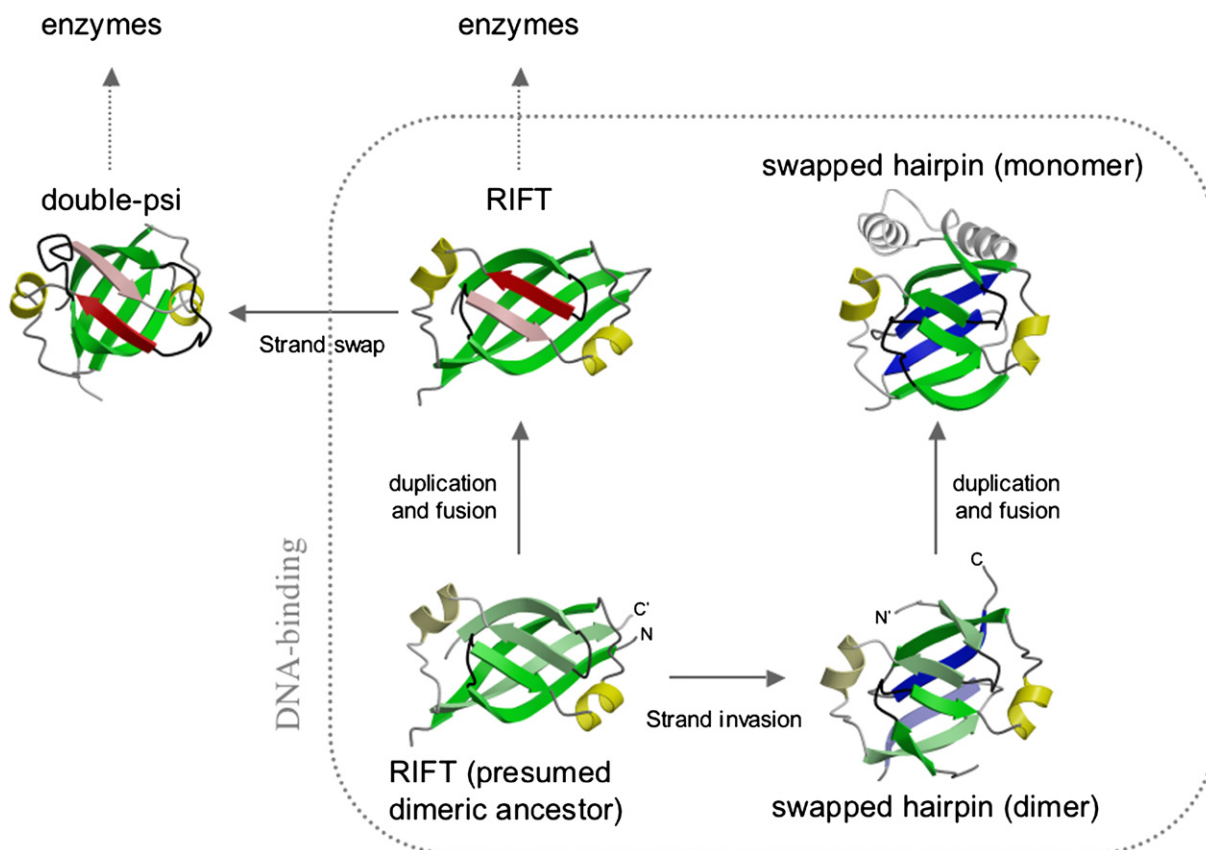 enzymes
enzymes
swapped hairpin (monomer)
double-psi
RIFT
Strand swap
duplication
and fusion
duplication
and fusion
DNA-binding
C
N'
C'
N
Strand invasion
RIFT (presumed
dimeric ancestor)
swapped hairpin (dimer)